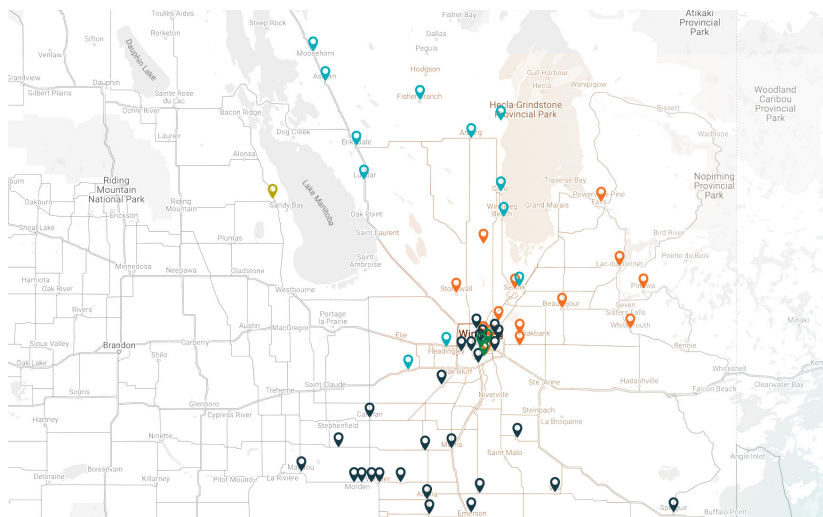 Toutes Aides
Steep Rock
Fisher Bay
Atikaki
Provincial
Park
Sifton
Rorketon
Dallas
Venlaw
Moosehorn
Peguis
Dauphin Lake
Hodgson
Gull Harbour
Grandview
Dauphin
Ashern
Hecla
Wanipigow
Gilbert Plains
Sainte Rose
du Lac
Fisher Branch
Woodland
Caribou
Provincial
Park
Ochre River
Bacon Ridge
Hecla-Grindstone
Provincial Park
Bissett
Laurier
Dog Creek
Eriksdale
Arborg
Wadhope
Alonsa
Lundar
Traverse Bay
Nopiming
Provincial
Park
Riding
Mountain
National Park
Gimli
Powerview-Pine
Falls
Oakburn
Riding
Mountain
Sandy Bay
Lake Manitoba
Winnipeg
Beach
Grand Marais
Erickson
Oak Point
Shoal Lake
Saint Laurent
Bird River
Plumas
Pointe du Bois
Saint
Ambroise
Lac du Bonnet
Minnedosa
Neepawa
Gladstone
Harriota
Oak River
Westbourne
Stonewall
Selkirk
Pinawa
Rivers
Portage
la Prairie
Beausejour
Seven
Sisters Falls
Minaki
Austin
MacGregor
Elie
Whitemouth
Sioux Valley
Brandon
Carberry
Headingley
Oakbank
Rennie
Oak Lake
Shilo
Oak Bluff
Whiteshell
Saint Claude
Ste. Anne
Hadashville
Falcon Beach
Clearwater Bay
Souris
Treherne
Niverville
Glenboro
Steinbach
Hartney
Cypress River
Carman
La Broquerie
Stephenfield
Ninette
Morris
Saint Malo
Angle Inlet
Boissevain
Manitou
Deloraine
Killarney
Pilot Mound
La Rivière
Morden
Winkler
Altona
Emerson
Sprague
Buffalo Point